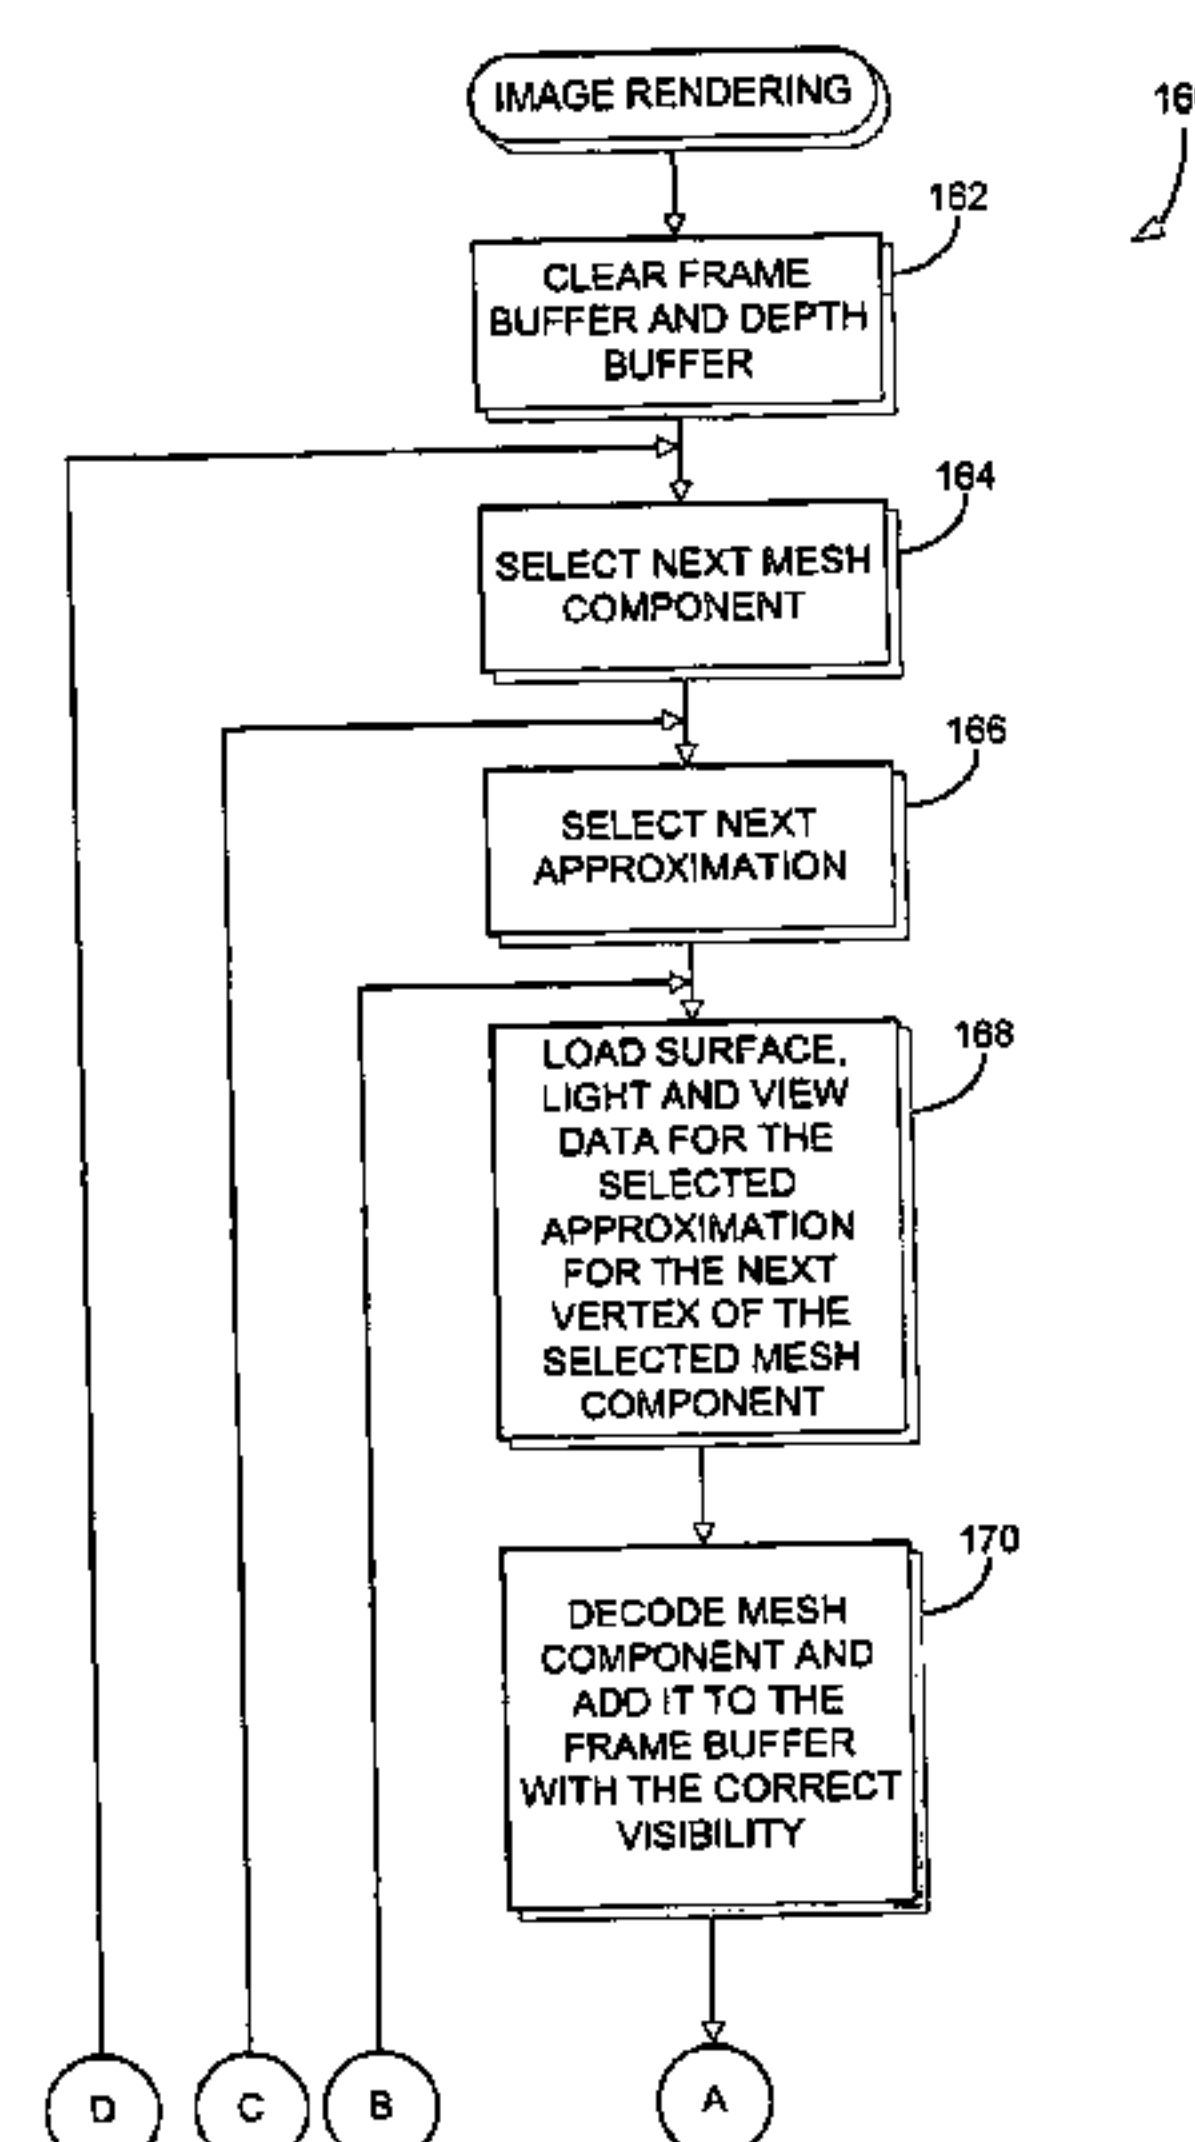 IMAGE RENDERING
162
CLEAR FRAME
BUFFER AND DEPTH
BUFFER
164
SELECT NEXT MESH
COMPONENT
166
SELECT NEXT
APPROXIMATION
168
LOAD SURFACE,
LIGHT AND VIEW
DATA FOR THE
SELECTED
APPROXIMATION
FOR THE NEXT
VERTEX OF THE
SELECTED MESH
COMPONENT
170
DECODE MESH
COMPONENT AND
ADD IT TO THE
FRAME BUFFER
WITH THE CORRECT
VISIBILITY
D
C
B
A